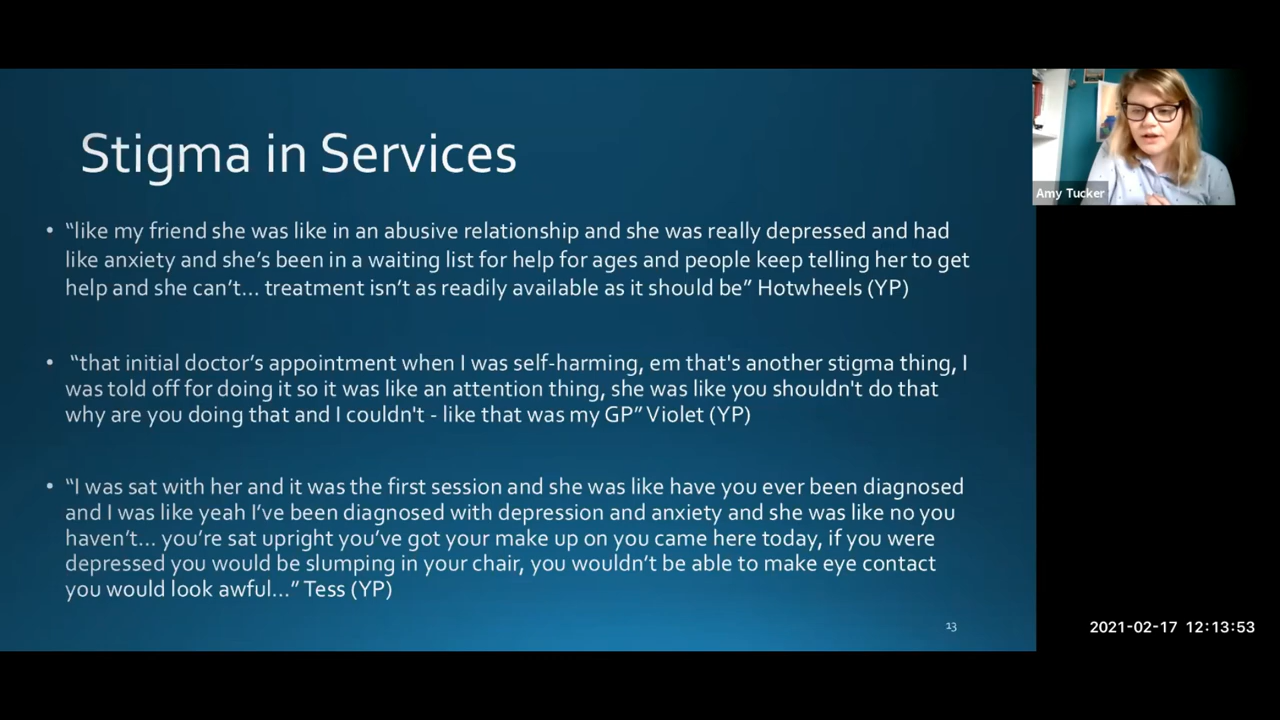 Stigma in Services
• “like my friend she was like in an abusive relationship and she was really depressed and had
like anxiety and she’s been in a waiting list for help for ages and people keep telling her to get
help and she can’t… treatment isn’t as readily available as it should be” Hotwheels (YP)
• “that initial doctor’s appointment when I was self-harming, em that's another stigma thing, I
was told off for doing it so it was like an attention thing, she was like you shouldn't do that
why are you doing that and I couldn't - like that was my GP” Violet (YP)
• “I was sat with her and it was the first session and she was like have you ever been diagnosed
and I was like yeah I’ve been diagnosed with depression and anxiety and she was like no you
haven’t… you’re sat upright you’ve got your make up on you came here today, if you were
depressed you would be slumping in your chair, you wouldn’t be able to make eye contact
you would look awful…” Tess (YP)
13
Amy Tucker
2021-02-17 12:13:53